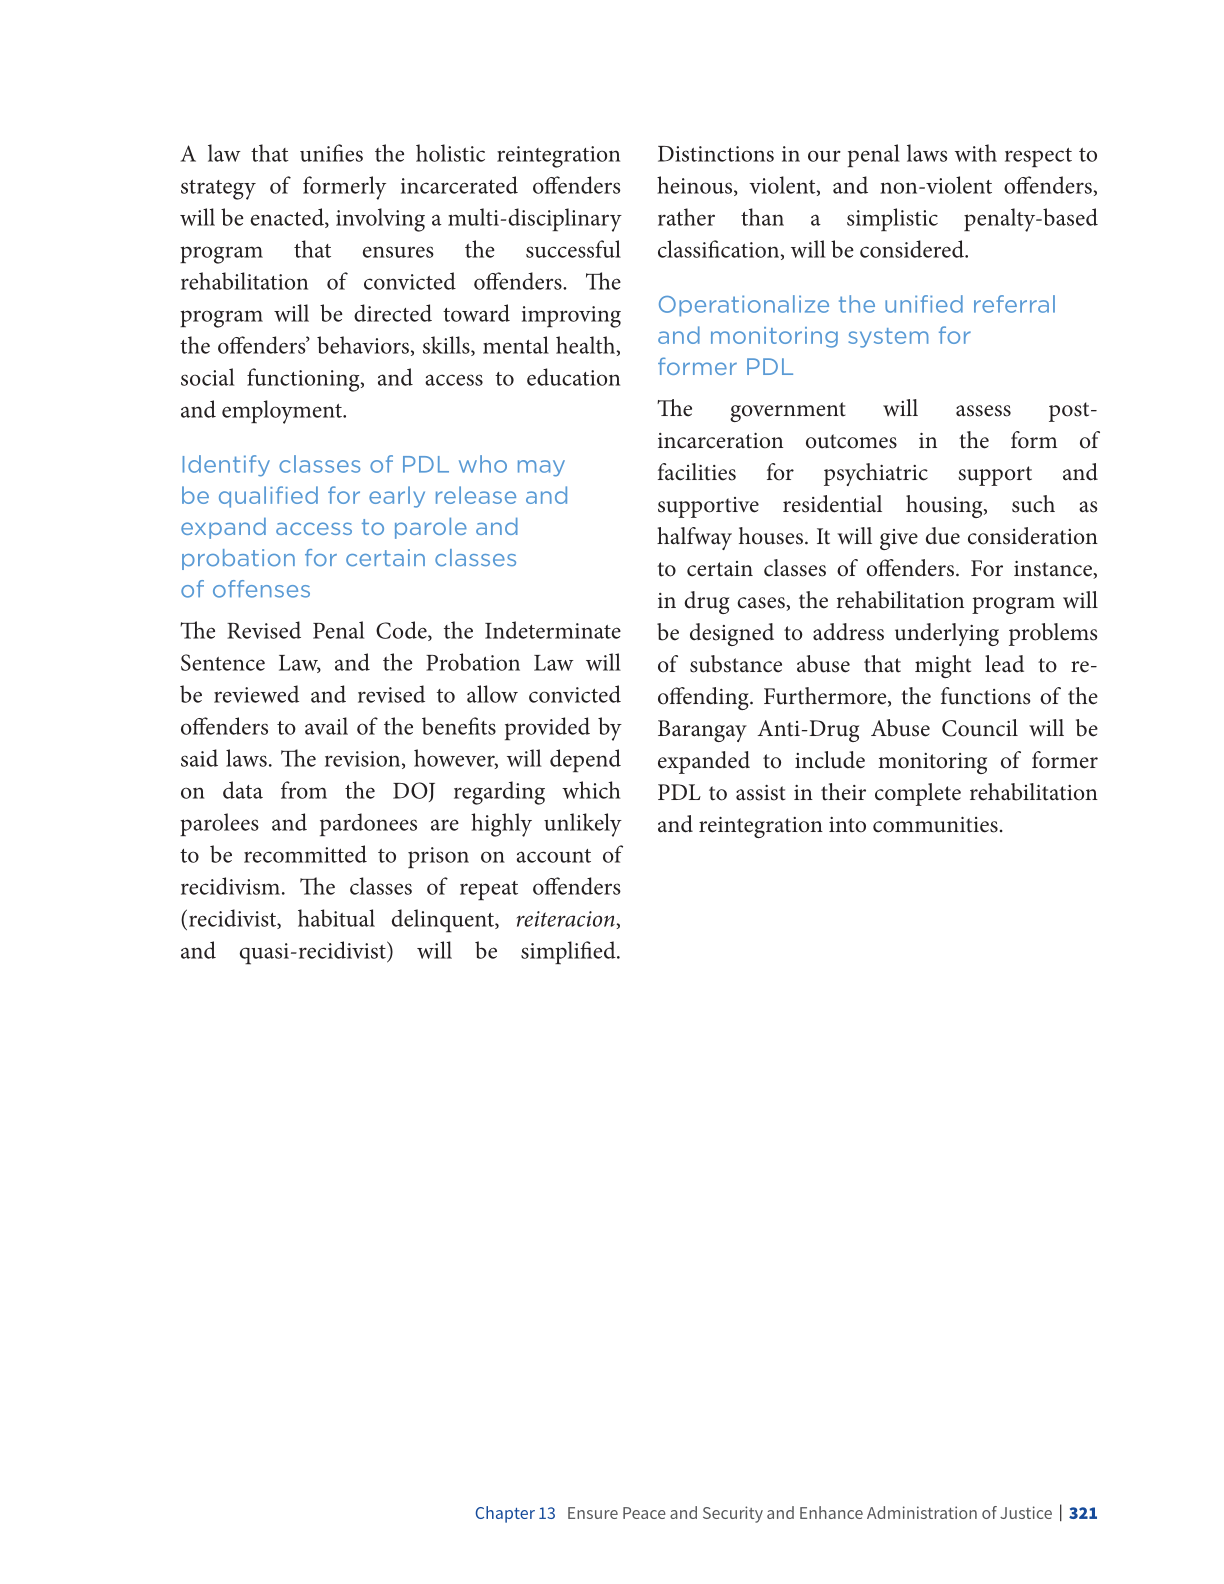 A law that unifies the holistic reintegration
strategy of formerly incarcerated offenders
will be enacted, involving a multi-disciplinary
program that ensures the successful
rehabilitation of convicted offenders. The
program will be directed toward improving
the offenders’ behaviors, skills, mental health,
social functioning, and access to education
and employment.
Identify classes of PDL who may
be qualified for early release and
expand access to parole and
probation for certain classes
of offenses
The Revised Penal Code, the Indeterminate
Sentence Law, and the Probation Law will
be reviewed and revised to allow convicted
offenders to avail of the benefits provided by
said laws. The revision, however, will depend
on data from the DOJ regarding which
parolees and pardonees are highly unlikely
to be recommitted to prison on account of
recidivism. The classes of repeat offenders
(recidivist, habitual delinquent, reiteracion,
and quasi-recidivist) will be simplified.
Distinctions in our penal laws with respect to
heinous, violent, and non-violent offenders,
rather than a simplistic penalty-based
classification, will be considered.
Operationalize the unified referral
and monitoring system for
former PDL
The government will assess post-
incarceration outcomes in the form of
facilities for psychiatric support and
supportive residential housing, such as
halfway houses. It will give due consideration
to certain classes of offenders. For instance,
in drug cases, the rehabilitation program will
be designed to address underlying problems
of substance abuse that might lead to re-
offending. Furthermore, the functions of the
Barangay Anti-Drug Abuse Council will be
expanded to include monitoring of former
PDL to assist in their complete rehabilitation
and reintegration into communities.
Chapter 13 Ensure Peace and Security and Enhance Administration of Justice | 321